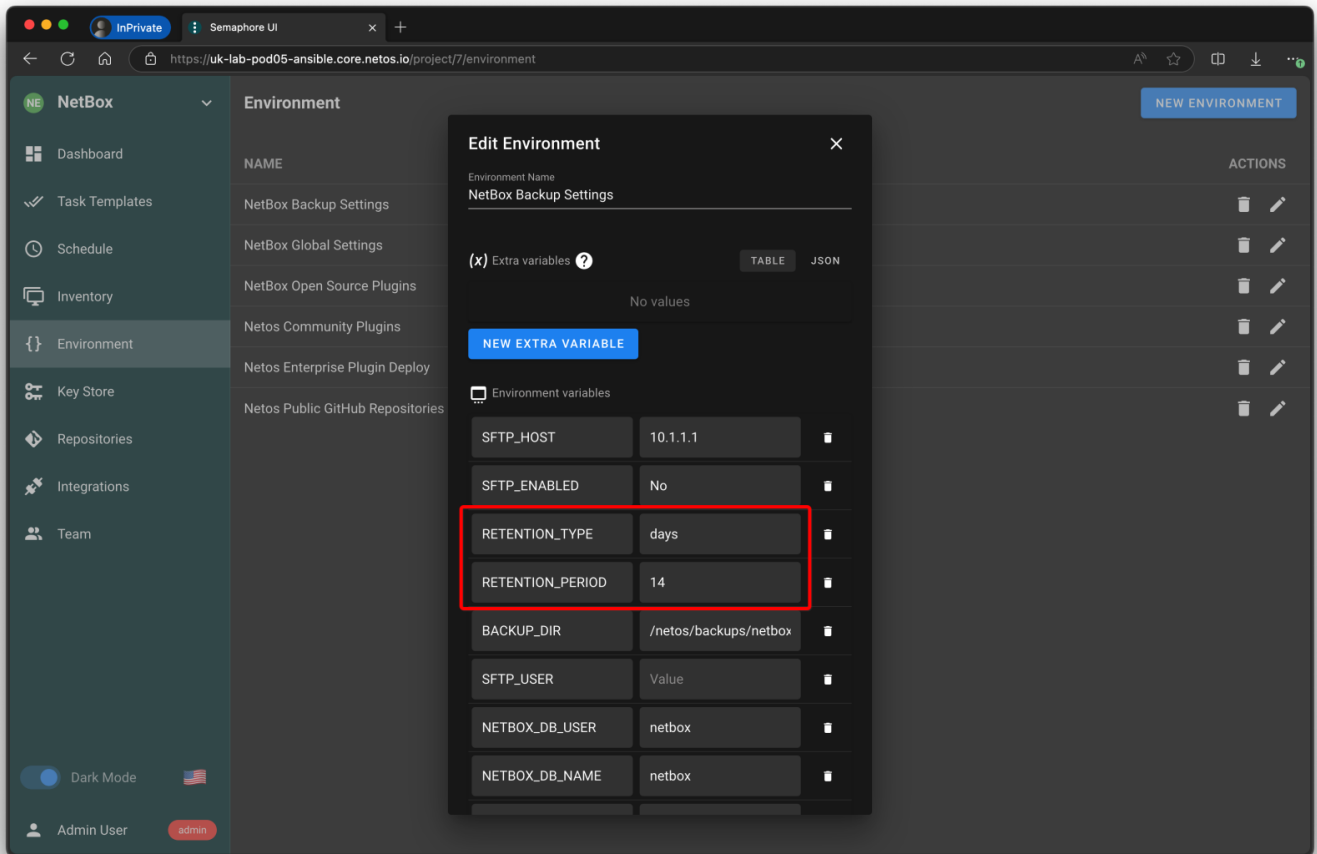 InPrivate
Semaphore UI
https://uk-lab-pod05-ansible.core.netos.io/project/7/environment
NE NetBox
Dashboard
Task Templates
Schedule
Inventory
Environment
Key Store
Repositories
Integrations
Team
Dark Mode
Admin User admin
Environment
NEW ENVIRONMENT
NAME ACTIONS
NetBox Backup Settings
NetBox Global Settings
NetBox Open Source Plugins
Netos Community Plugins
Netos Enterprise Plugin Deploy
Netos Public GitHub Repositories
Edit Environment
Environment Name
NetBox Backup Settings
(x) Extra variables ? TABLE JSON
No values
NEW EXTRA VARIABLE
Environment variables
SFTP_HOST 10.1.1.1
SFTP_ENABLED No
RETENTION_TYPE days
RETENTION_PERIOD 14
BACKUP_DIR /netos/backups/netbox
SFTP_USER Value
NETBOX_DB_USER netbox
NETBOX_DB_NAME netbox